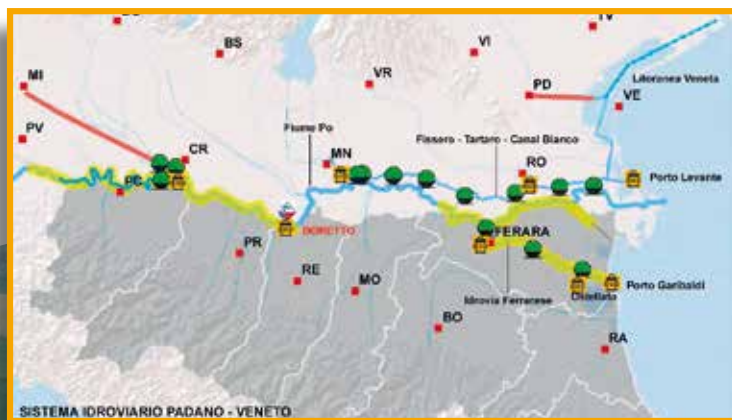 TV
BS
VI
MI
VR
Litoranea Veneta
PD
VE
PV
Fiume Po
CR
Fissero - Tartaro - Canal Bianco
MN
RO
Porto Levante
PC
BORETTO
FERARA
PR
RE
MO
Idrovia Ferrarese
Ostellato
Porto Garibaldi
BO
RA
SISTEMA IDROVIARIO PADANO - VENETO